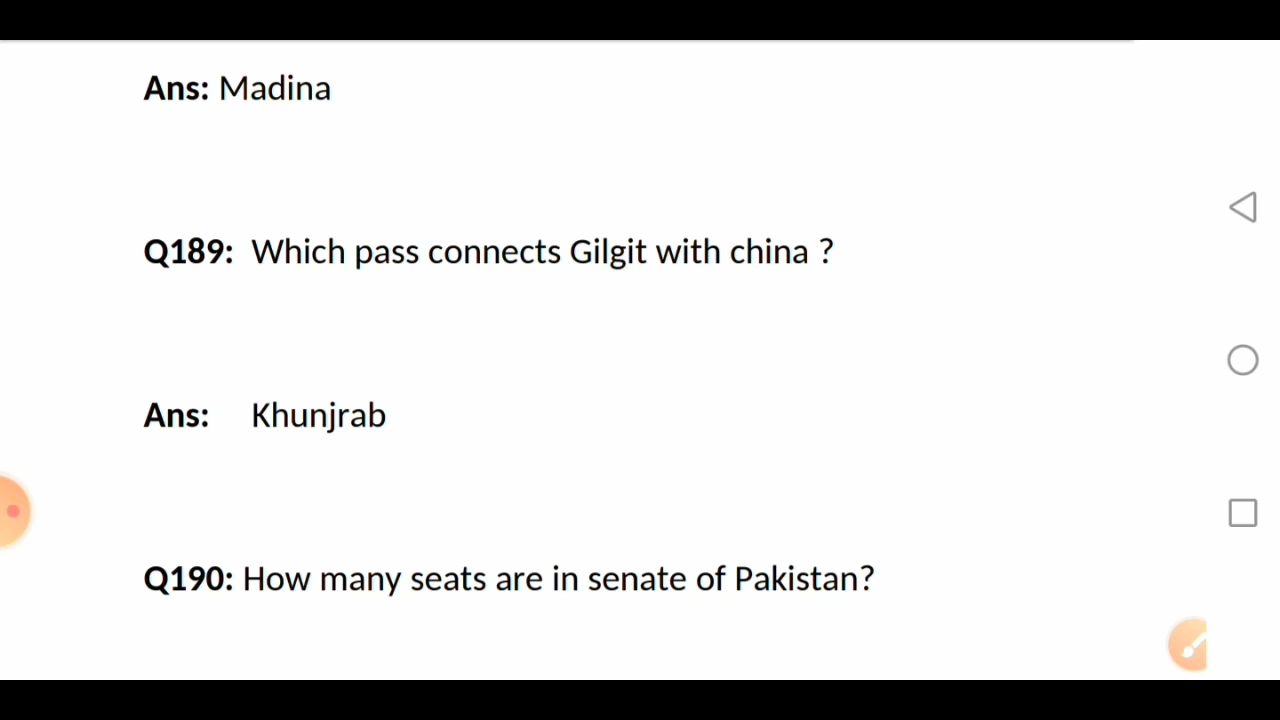 Ans: Madina
Q189: Which pass connects Gilgit with china ?
Ans: Khunjrab
Q190: How many seats are in senate of Pakistan?